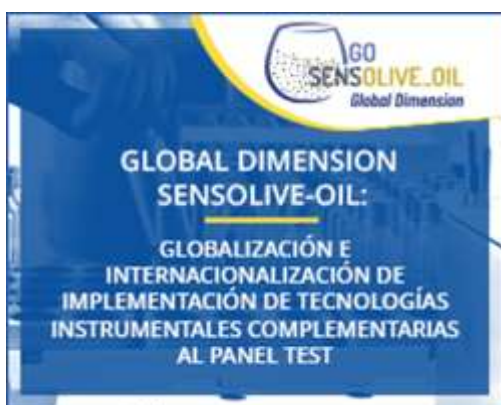 GO
SENSOLIVE_OIL
Global Dimension
GLOBAL DIMENSION
SENSOLIVE-OIL:
GLOBALIZACIÓN E
INTERNACIONALIZACIÓN DE
IMPLEMENTACIÓN DE TECNOLOGÍAS
INSTRUMENTALES COMPLEMENTARIAS
AL PANEL TEST